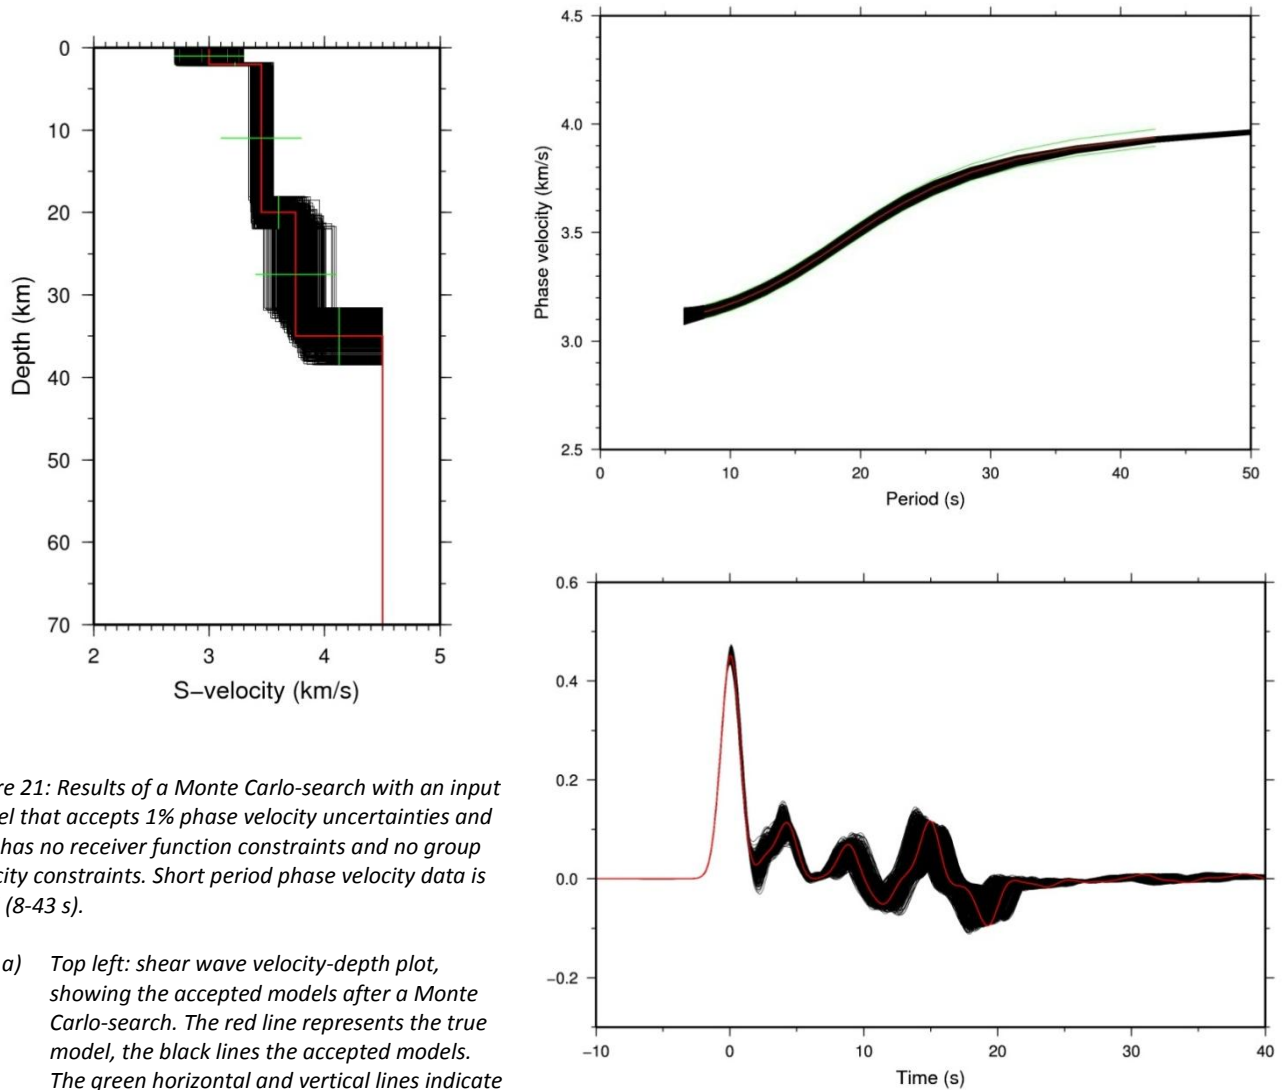 0
10
20
30
40
50
60
70
Depth (km)
2 3 4 5
S−velocity (km/s)
4.5
4.0
3.5
3.0
2.5
Phase velocity (km/s)
0 10 20 30 40 50
Period (s)
0.6
0.4
0.2
0.0
−0.2
−10 0 10 20 30 40
Time (s)
re 21: Results of a Monte Carlo-search with an input
el that accepts 1% phase velocity uncertainties and
has no receiver function constraints and no group
city constraints. Short period phase velocity data is
(8-43 s).
a) Top left: shear wave velocity-depth plot,
showing the accepted models after a Monte
Carlo-search. The red line represents the true
model, the black lines the accepted models.
The green horizontal and vertical lines indicate